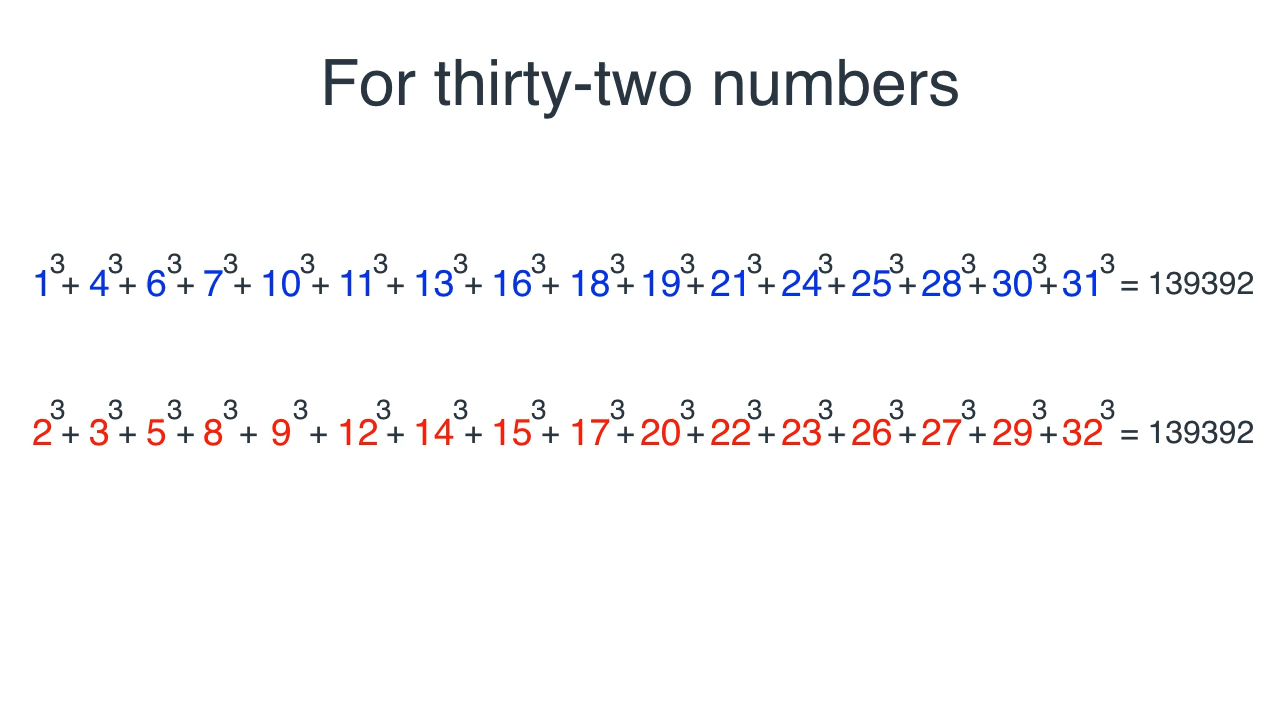 For thirty-two numbers
1³+ 4³+ 6³+ 7³+ 10³+ 11³+ 13³+ 16³+ 18³+19³+21³+24³+25³+28³+30³+31³ = 139392
2³+ 3³+ 5³+ 8³+ 9³+ 12³+ 14³+ 15³+ 17³+20³+22³+23³+26³+27³+29³+32³ = 139392